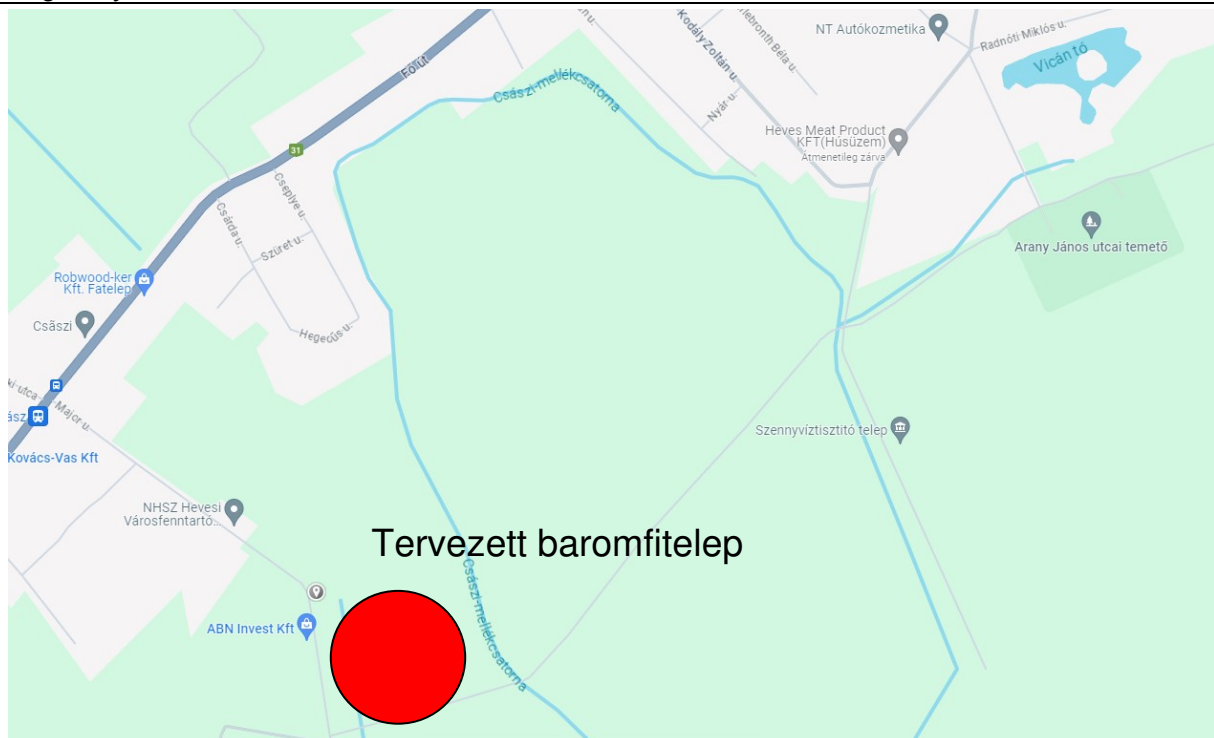 Kodály Zoltán u.
NT Autókozmetika
Radnóti Miklós u.
Vicán tó
Főút
Császi-mellékcsatorna
Nyár u.
Heves Meat Product
KFT(Húsüzem)
Átmenetileg zárva
31
Cseplye u.
Csárda u.
Szüret u.
Arany János utcai temető
Robwood-ker
Kft. Fatelep
Császi
Hegedűs u.
Major u.
Szennyvíztisztító telep
Kovács-Vas Kft
NHSZ Hevesi
Városfenntartó...
Tervezett baromfitelep
Császi-mellékcsatorna
ABN Invest Kft